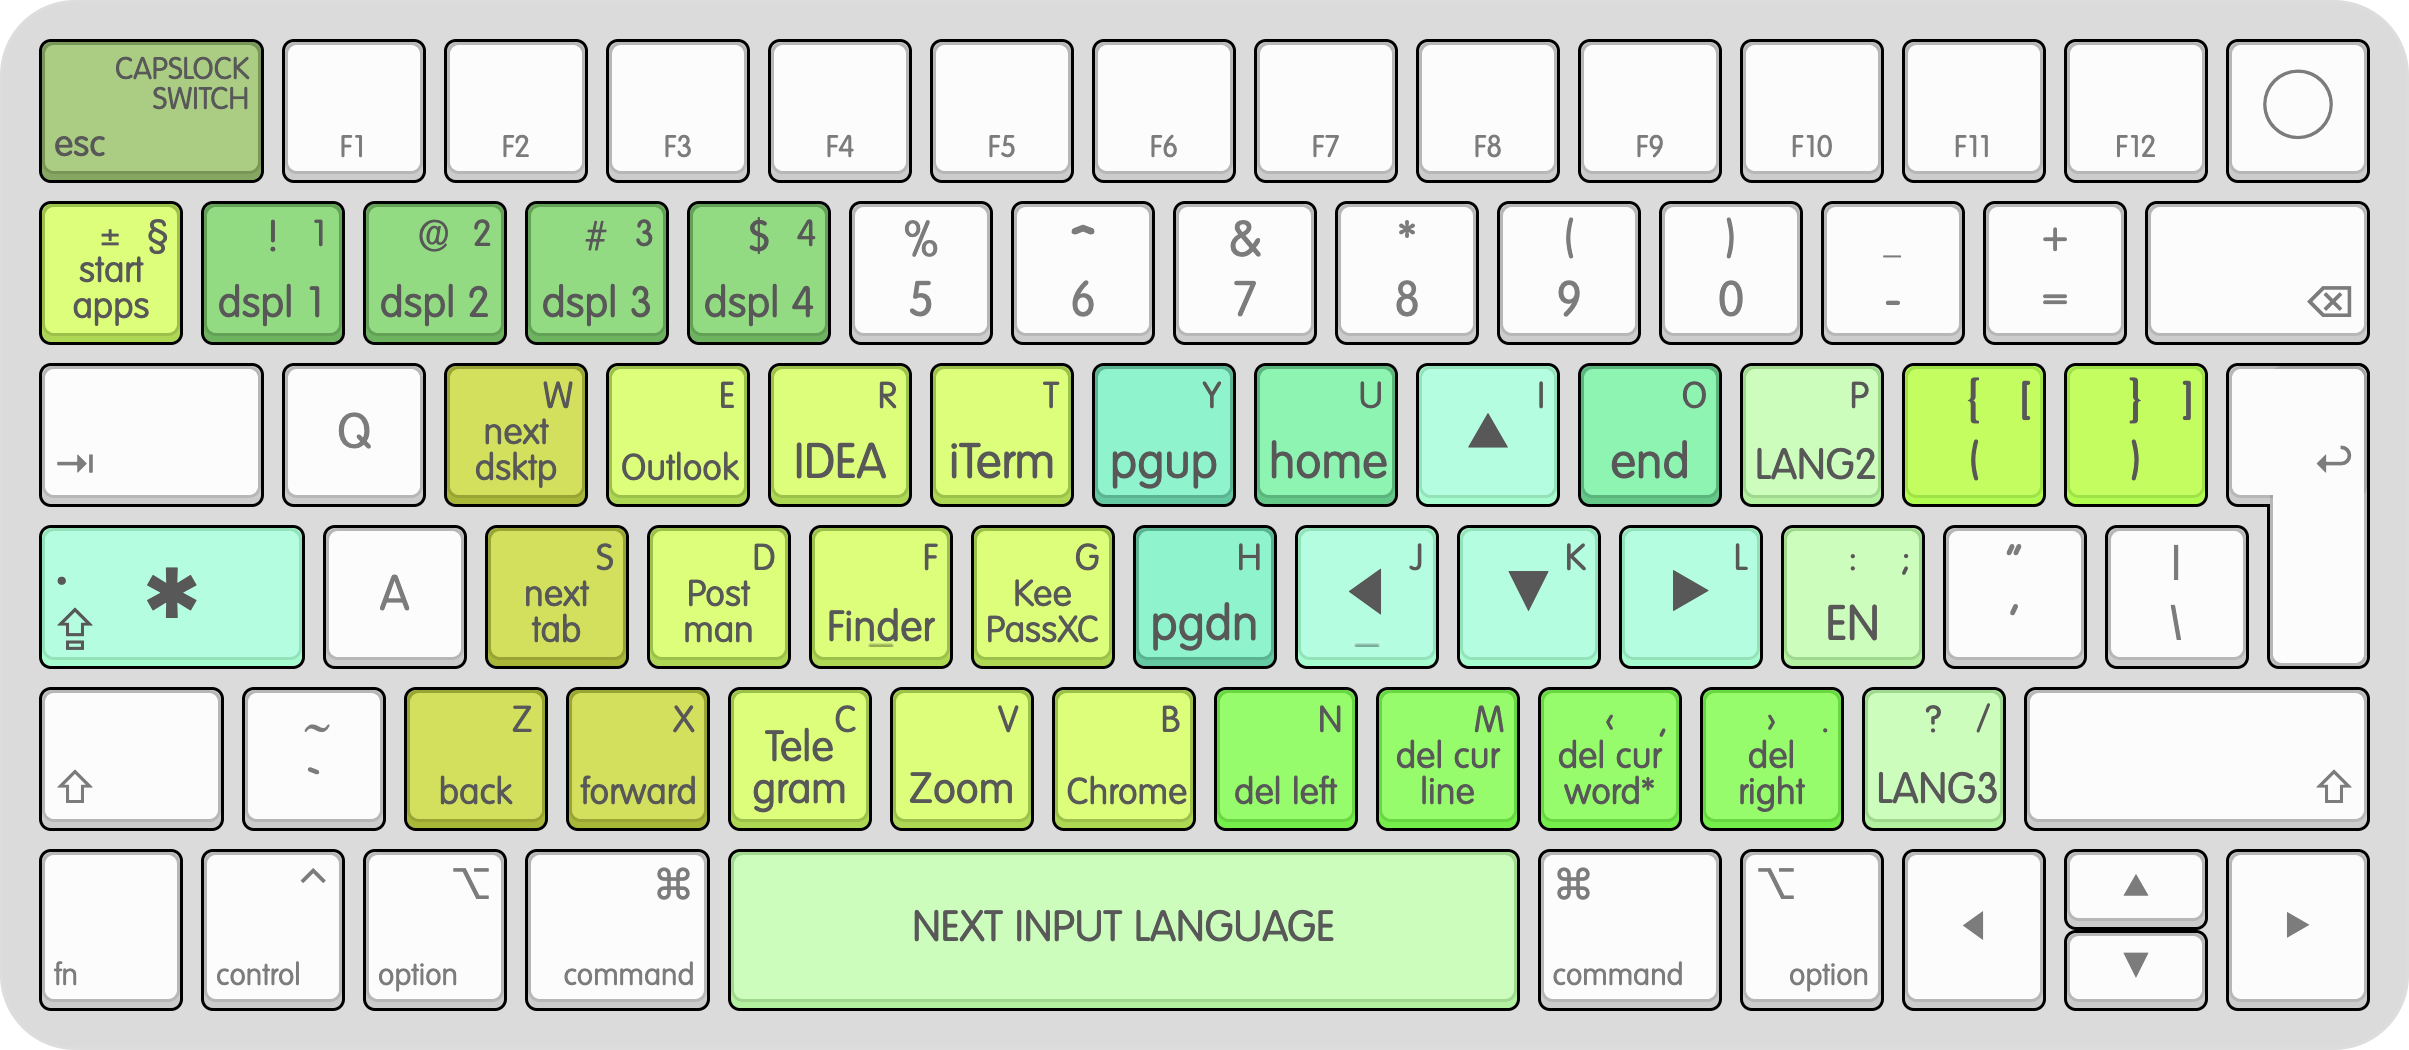 CAPSLOCK
SWITCH
esc
F1
F2
F3
F4
F5
F6
F7
F8
F9
F10
F11
F12
± §
start
apps
! 1
dspl 1
@ 2
dspl 2
# 3
dspl 3
$ 4
dspl 4
%
5
^
6
&
7
*
8
(
9
)
0
_
-
+
=
Q
W
next
dsktp
E
Outlook
R
IDEA
T
iTerm
Y
pgup
U
home
I
O
end
P
LANG2
{ [
(
} ]
)
*
A
S
next
tab
D
Post
man
F
Finder
G
Kee
PassXC
H
pgdn
J
K
L
: ;
EN
"
'
|
\
~
`
Z
back
X
forward
C
Tele
gram
V
Zoom
B
Chrome
N
del left
M
del cur
line
‹ ,
del cur
word*
› .
del
right
? /
LANG3
fn
control
option
⌘
command
NEXT INPUT LANGUAGE
⌘
command
option